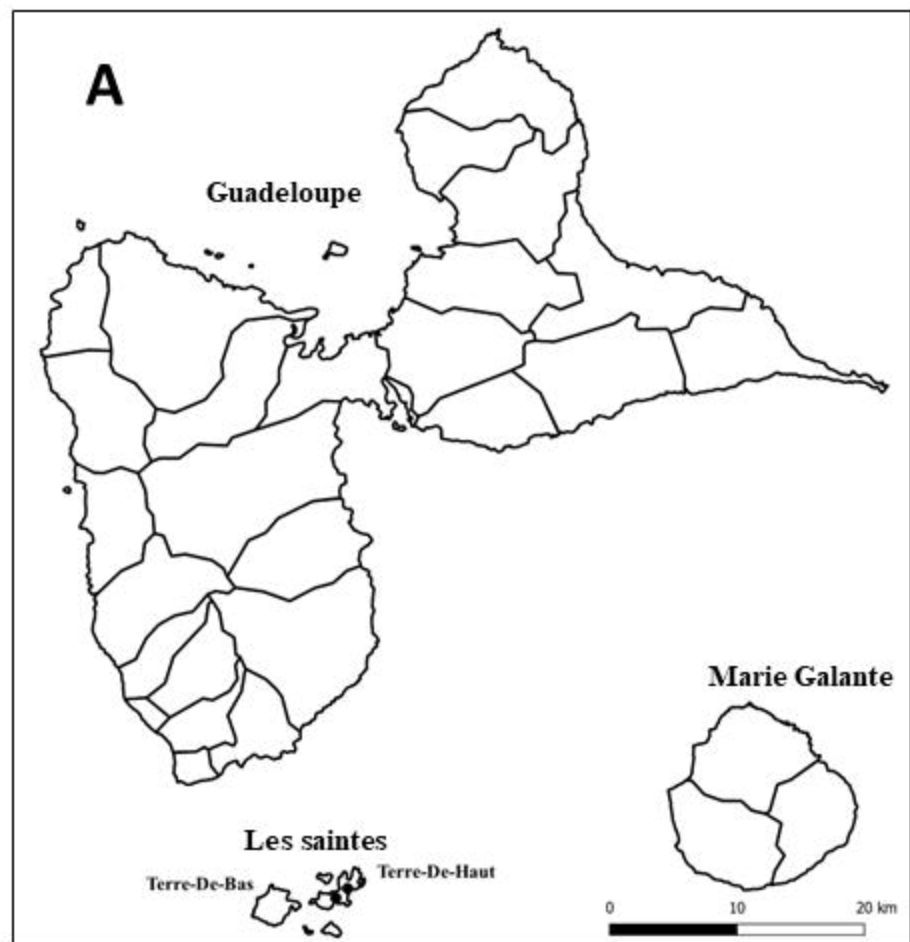 A
Guadeloupe
Marie Galante
Les saintes
Terre-De-Bas
Terre-De-Haut
0 10 20 km